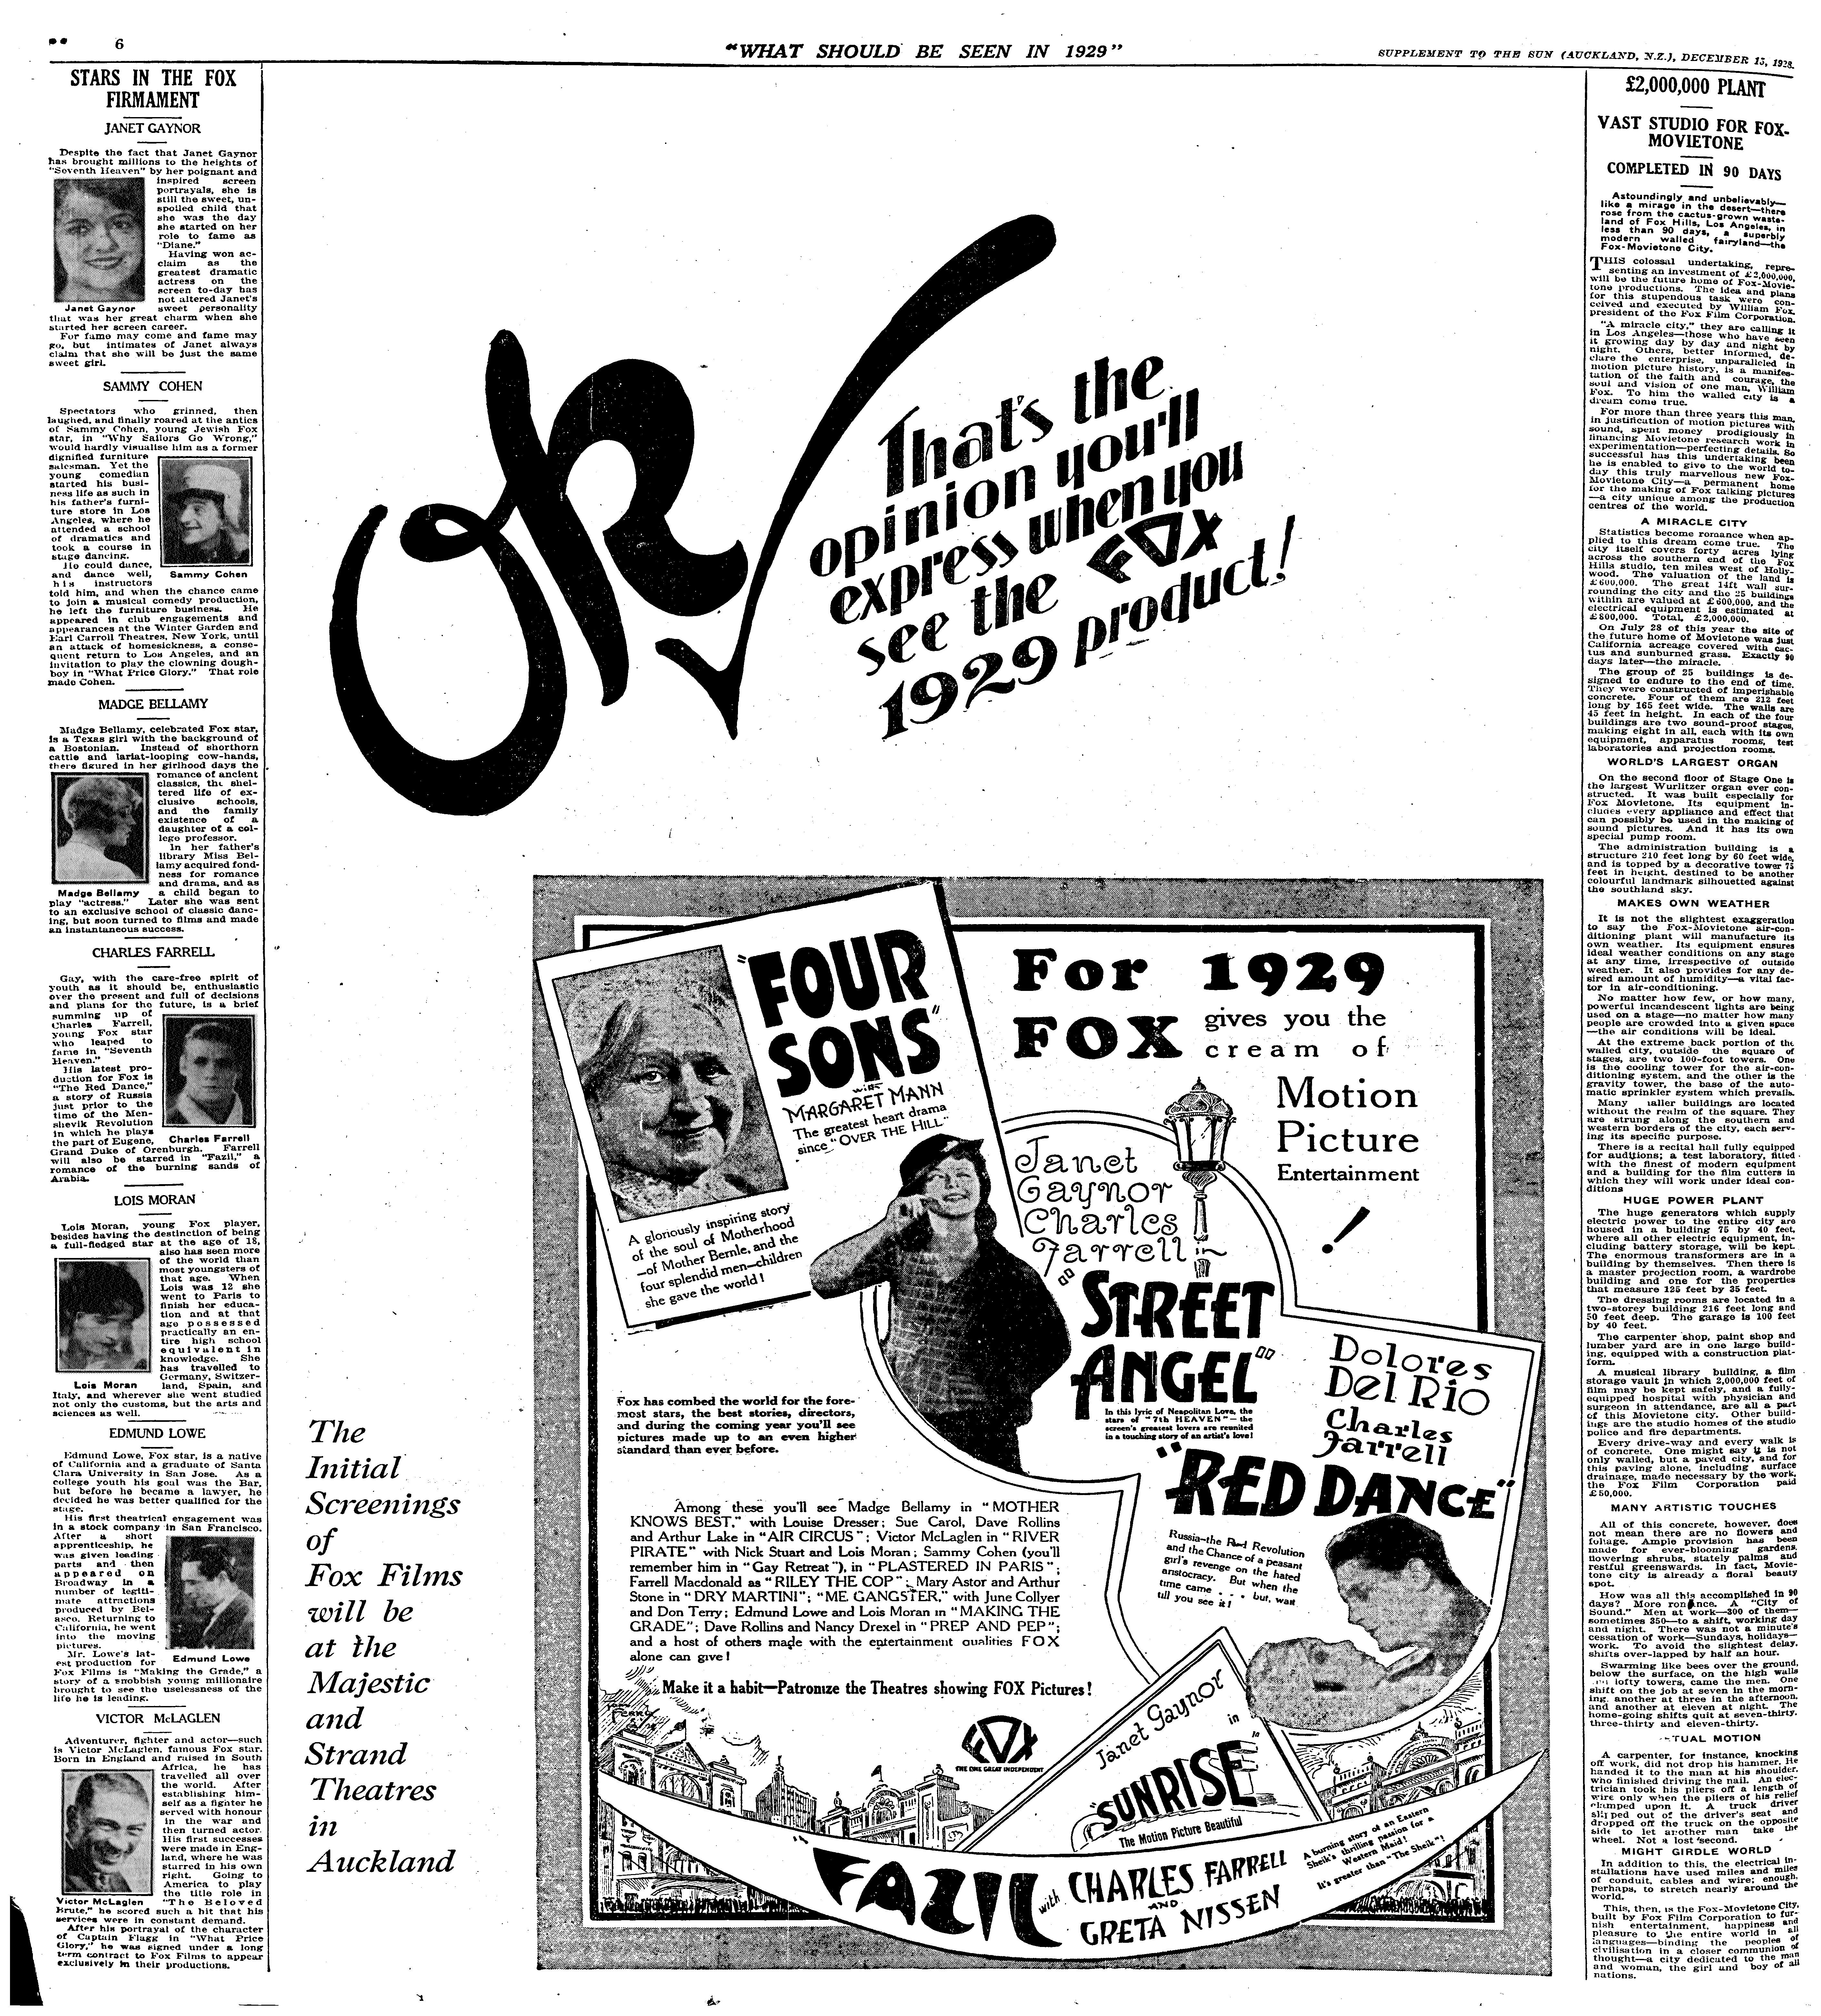 6
"WHAT SHOULD BE SEEN IN 1929"
SUPPLEMENT TO THE SUN (AUCKLAND, N.Z.), DECEMBER 13, 1928.
STARS IN THE FOX
FIRMAMENT
JANET GAYNOR
Despite the fact that Janet Gaynor
has brought millions to the heights of
"Seventh Heaven" by her poignant and
inspired screen
portrayals, she is
still the sweet, un-
spoiled child that
she was the day
she started on her
role to fame as
"Diane."
Having won ac-
claim as the
greatest dramatic
actress on the
screen to-day has
not altered Janet's
Janet Gaynor
sweet personality
that was her great charm when she
started her screen career.
For fame may come and fame may
go, but intimates of Janet always
claim that she will be just the same
sweet girl.
SAMMY COHEN
Spectators who grinned, then
laughed, and finally roared at the antics
of Sammy Cohen, young Jewish Fox
star, in "Why Sailors Go Wrong,"
would hardly visualise him as a former
dignified furniture
salesman. Yet the
young comedian
started his busi-
ness life as such in
his father's furni-
ture store in Los
Angeles, where he
attended a school
of dramatics and
took a course in
stage dancing.
He could dance,
and dance well,
his instructors
Sammy Cohen
told him, and when the chance came
to join a musical comedy production,
he left the furniture business. He
appeared in club engagements and
appearances at the Winter Garden and
Earl Carroll Theatres, New York, until
an attack of homesickness, a conse-
quent return to Los Angeles, and an
invitation to play the clowning dough-
boy in "What Price Glory." That role
made Cohen.
MADGE BELLAMY
Madge Bellamy, celebrated Fox star,
is a Texas girl with the background of
a Bostonian. Instead of shorthorn
cattle and lariat-looping cow-hands,
there figured in her girlhood days the
romance of ancient
classics, the shel-
tered life of ex-
clusive schools,
and the family
existence of a
daughter of a col-
lege professor.
In her father's
library Miss Bel-
lamy acquired fond-
ness for romance
and drama, and as
Madge Bellamy
a child began to
play "actress." Later she was sent
to an exclusive school of classic danc-
ing, but soon turned to films and made
an instantaneous success.
CHARLES FARRELL
Gay, with the care-free spirit of
youth as it should be, enthusiastic
over the present and full of decisions
and plans for the future, is a brief
summing up of
Charles Farrell,
young Fox star
who leaped to
fame in "Seventh
Heaven."
His latest pro-
duction for Fox is
"The Red Dance,"
a story of Russia
just prior to the
time of the Men-
shevik Revolution
in which he plays
the part of Eugene,
Charles Farrell
Grand Duke of Orenburgh. Farrell
will also be starred in "Fazil," a
romance of the burning sands of
Arabia.
LOIS MORAN
Lois Moran, young Fox player,
besides having the distinction of being
a full-fledged star at the age of 18,
also has seen more
of the world than
most youngsters of
that age. When
Lois was 12 she
went to Paris to
finish her educa-
tion and at that
age possessed
practically an en-
tire high school
equivalent in
knowledge. She
has travelled to
Germany, Switzer-
Lois Moran
land, Spain, and
Italy, and wherever she went studied
not only the customs, but the arts and
sciences as well.
EDMUND LOWE
Edmund Lowe, Fox star, is a native
of California and a graduate of Santa
Clara University in San Jose. As a
college youth his goal was the Bar,
but before he became a lawyer, he
decided he was better qualified for the
stage.
His first theatrical engagement was
in a stock company in San Francisco.
After a short
apprenticeship, he
was given leading
parts and then
appeared on
Broadway in a
number of legiti-
mate attractions
produced by Bel-
asco. Returning to
California, he went
into the moving
pictures.
Mr. Lowe's lat-
est production for
Edmund Lowe
Fox Films is "Making the Grade," a
story of a snobbish young millionaire
brought to see the uselessness of the
life he is leading.
VICTOR McLAGLEN
Adventurer, fighter and actor—such
is Victor McLaglen, famous Fox star.
Born in England and raised in South
Africa, he has
travelled all over
the world. After
establishing him-
self as a fighter he
served with honour
in the war and
then turned actor.
His first successes
were made in Eng-
land, where he was
starred in his own
right. Going to
America to play
the title role in
Victor McLaglen
"The Beloved
Brute," he scored such a hit that his
services were in constant demand.
After his portrayal of the character
of Captain Flagg in "What Price
Glory," he was signed under a long
term contract to Fox Films to appear
exclusively in their productions.
OK
That's the
opinion you'll
express when you
see the FOX
1929 product!
The
Initial
Screenings
of
Fox Films
will be
at the
Majestic
and
Strand
Theatres
in
Auckland
"FOUR
SONS"
with
MARGARET MANN
The greatest heart drama
since "OVER THE HILL"
A gloriously inspiring story
of the soul of Motherhood
—of Mother Bernle, and the
four splendid men—children
she gave the world!
For 1929
FOX gives you the
cream of
Motion
Picture
Entertainment
!
Janet
Gaynor
Charles
Farrell
in
"STREET
ANGEL"
In this lyric of Neapolitan Love, the
stars of "7th HEAVEN"—the
screen's greatest lovers are reunited
in a touching story of an artist's love!
Dolores
Del Rio
Charles
Farrell
"RED DANCE"
Russia—the Red Revolution
and the Chance of a peasant
girl's revenge on the hated
aristocracy. But when the
time came . . . but, wait
till you see it!
Fox has combed the world for the fore-
most stars, the best stories, directors,
and during the coming year you'll see
pictures made up to an even higher
standard than ever before.
Among these you'll see Madge Bellamy in "MOTHER
KNOWS BEST," with Louise Dresser; Sue Carol, Dave Rollins
and Arthur Lake in "AIR CIRCUS"; Victor McLaglen in "RIVER
PIRATE" with Nick Stuart and Lois Moran; Sammy Cohen (you'll
remember him in "Gay Retreat"), in "PLASTERED IN PARIS";
Farrell Macdonald as "RILEY THE COP"; Mary Astor and Arthur
Stone in "DRY MARTINI"; "ME. GANGSTER," with June Collyer
and Don Terry; Edmund Lowe and Lois Moran in "MAKING THE
GRADE"; Dave Rollins and Nancy Drexel in "PREP AND PEP";
and a host of others made with the entertainment qualities FOX
alone can give!
Make it a habit—Patronize the Theatres showing FOX Pictures!
FOX
THE ONE GREAT INDEPENDENT
Janet Gaynor
in
"SUNRISE"
The Motion Picture Beautiful
A burning story of an Eastern
Sheik's thrilling passion for a
Western Maid!
It's greater than "The Sheik"!
"FAZIL
with CHARLES FARRELL
AND
GRETA NISSEN
£2,000,000 PLANT
VAST STUDIO FOR FOX-
MOVIETONE
COMPLETED IN 90 DAYS
Astoundingly and unbelievably—
like a mirage in the desert—there
rose from the cactus-grown waste-
land of Fox Hills, Los Angeles, in
less than 90 days, a superbly
modern walled fairyland—the
Fox-Movietone City.
THIS colossal undertaking, repre-
senting an investment of £2,000,000,
will be the future home of Fox-Movie-
tone productions. The idea and plans
for this stupendous task were con-
ceived and executed by William Fox,
president of the Fox Film Corporation.
"A miracle city," they are calling it
in Los Angeles—those who have seen
it growing day by day and night by
night. Others, better informed, de-
clare the enterprise, unparalleled in
motion picture history, is a manifes-
tation of the faith and courage, the
soul and vision of one man, William
Fox. To him the walled city is a
dream come true.
For more than three years this man,
in justification of motion pictures with
sound, spent money prodigiously in
financing Movietone research work in
experimentation—perfecting details. So
successful has this undertaking been
he is enabled to give to the world to-
day this truly marvellous new Fox-
Movietone City—a permanent home
for the making of Fox talking pictures
—a city unique among the production
centres of the world.
A MIRACLE CITY
Statistics become romance when ap-
plied to this dream come true. The
city itself covers forty acres lying
across the southern end of the Fox
Hills studio, ten miles west of Holly-
wood. The valuation of the land is
£600,000. The great 14ft wall sur-
rounding the city and the 25 buildings
within are valued at £600,000, and the
electrical equipment is estimated at
£800,000. Total, £2,000,000.
On July 28 of this year the site of
the future home of Movietone was just
California acreage covered with cac-
tus and sunburned grass. Exactly 90
days later—the miracle.
The group of 25 buildings is de-
signed to endure to the end of time.
They were constructed of imperishable
concrete. Four of them are 212 feet
long by 165 feet wide. The walls are
45 feet in height. In each of the four
buildings are two sound-proof stages,
making eight in all, each with its own
equipment, apparatus rooms, test
laboratories and projection rooms.
WORLD'S LARGEST ORGAN
On the second floor of Stage One is
the largest Wurlitzer organ ever con-
structed. It was built especially for
Fox Movietone. Its equipment in-
cludes every appliance and effect that
can possibly be used in the making of
sound pictures. And it has its own
special pump room.
The administration building is a
structure 210 feet long by 60 feet wide,
and is topped by a decorative tower 75
feet in height, destined to be another
colourful landmark silhouetted against
the southland sky.
MAKES OWN WEATHER
It is not the slightest exaggeration
to say the Fox-Movietone air-con-
ditioning plant will manufacture its
own weather. Its equipment ensures
ideal weather conditions on any stage
at any time, irrespective of outside
weather. It also provides for any de-
sired amount of humidity—a vital fac-
tor in air-conditioning.
No matter how few, or how many,
powerful incandescent lights are being
used on a stage—no matter how many
people are crowded into a given space
—the air conditions will be ideal.
At the extreme back portion of the
walled city, outside the square of
stages, are two 100-foot towers. One
is the cooling tower for the air-con-
ditioning system, and the other is the
gravity tower, the base of the auto-
matic sprinkler system which prevails.
Many aller buildings are located
without the realm of the square. They
are strung along the southern and
western borders of the city, each serv-
ing its specific purpose.
There is a recital hall fully equipped
for auditions; a test laboratory, fitted
with the finest of modern equipment
and a building for the film cutters in
which they will work under ideal con-
ditions
HUGE POWER PLANT
The huge generators which supply
electric power to the entire city are
housed in a building 75 by 40 feet,
where all other electric equipment, in-
cluding battery storage, will be kept.
The enormous transformers are in a
building by themselves. Then there is
a master projection room, a wardrobe
building and one for the properties
that measure 125 feet by 35 feet.
The dressing rooms are located in a
two-storey building 216 feet long and
50 feet deep. The garage is 100 feet
by 40 feet.
The carpenter shop, paint shop and
lumber yard are in one large build-
ing, equipped with a construction plat-
form.
A musical library building, a film
storage vault in which 2,000,000 feet of
film may be kept safely, and a fully-
equipped hospital with physician and
surgeon in attendance, are all a part
of this Movietone city. Other build-
ings are the studio homes of the studio
police and fire departments.
Every drive-way and every walk is
of concrete. One might say it is not
only walled, but a paved city, and for
this paving alone, including surface
drainage, made necessary by the work,
the Fox Film Corporation paid
£50,000.
MANY ARTISTIC TOUCHES
All of this concrete, however, does
not mean there are no flowers and
foliage. Ample provision has been
made for ever-blooming gardens,
flowering shrubs, stately palms and
restful greenswards. In fact, Movie-
tone city is already a floral beauty
spot.
How was all this accomplished in 90
days? More romance. A "City of
Sound." Men at work—300 of them—
sometimes 350—to a shift, working day
and night. There was not a minute's
cessation of work—Sundays, holidays—
work. To avoid the slightest delay,
shifts over-lapped by half an hour.
Swarming like bees over the ground,
below the surface, on the high walls
lofty towers, came the men. One
shift on the job at seven in the morn-
ing, another at three in the afternoon,
and another at eleven at night. The
home-going shifts quit at seven-thirty,
three-thirty and eleven-thirty.
TUAL MOTION
A carpenter, for instance, knocking
off work, did not drop his hammer. He
handed it to the man at his shoulder,
who finished driving the nail. An elec-
trician took his pliers off a length of
wire only when the pliers of his relief
clamped upon it. A truck driver
slipped out of the driver's seat and
dropped off the truck on the opposite
side to let another man take the
wheel. Not a lost second.
MIGHT GIRDLE WORLD
In addition to this, the electrical in-
stallations have used miles and miles
of conduit, cables and wire; enough,
perhaps, to stretch nearly around the
world.
This, then, is the Fox-Movietone City,
built by Fox Film Corporation to fur-
nish entertainment, happiness and
pleasure to the entire world in all
languages—binding the peoples of
civilisation in a closer communion of
thought—a city dedicated to the man
and woman, the girl and boy of all
nations.